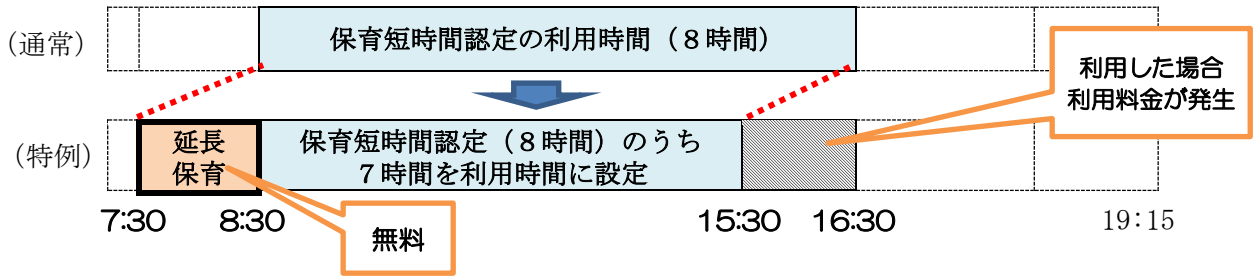 （通常）
保育短時間認定の利用時間（８時間）
利用した場合
利用料金が発生
（特例）
延長
保育
保育短時間認定（８時間）のうち
７時間を利用時間に設定
7:30
8:30
15:30
16:30
19:15
無料